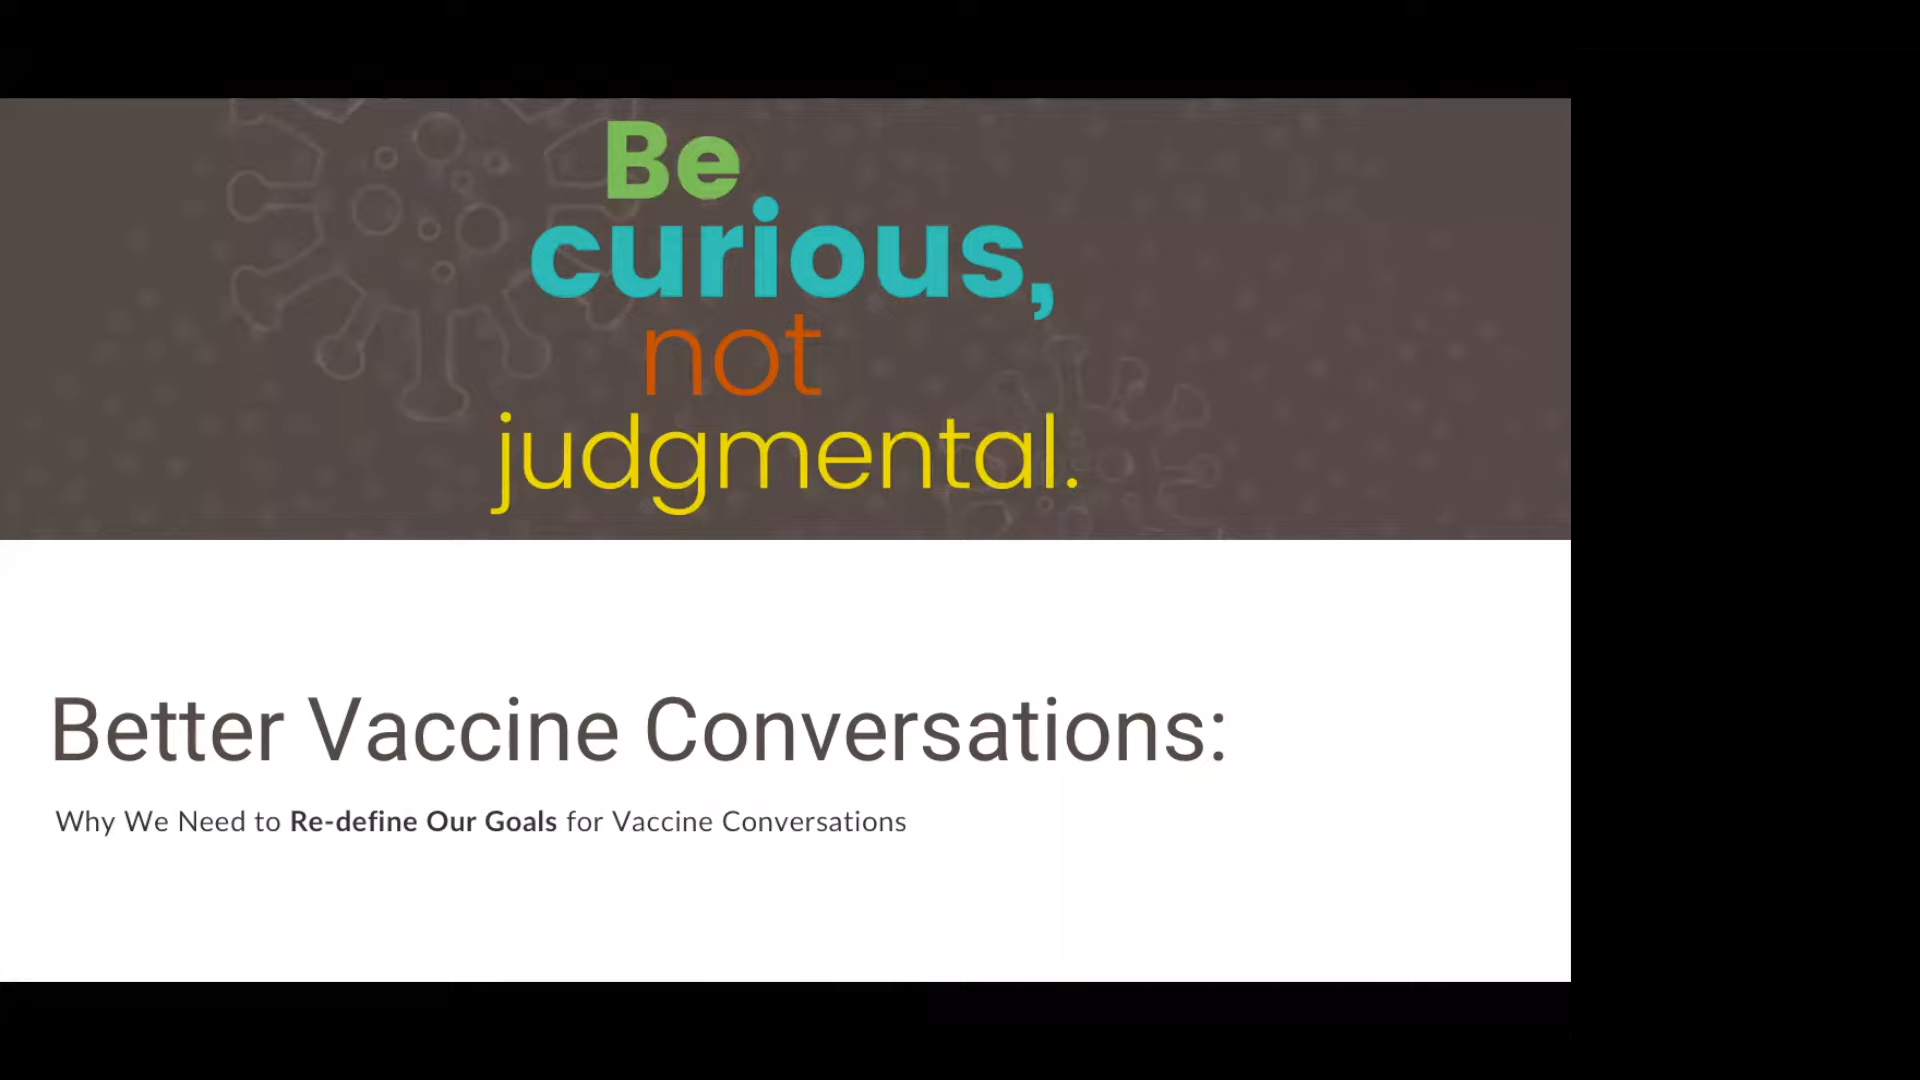 Be
curious,
not
judgmental.
Better Vaccine Conversations:
Why We Need to Re-define Our Goals for Vaccine Conversations